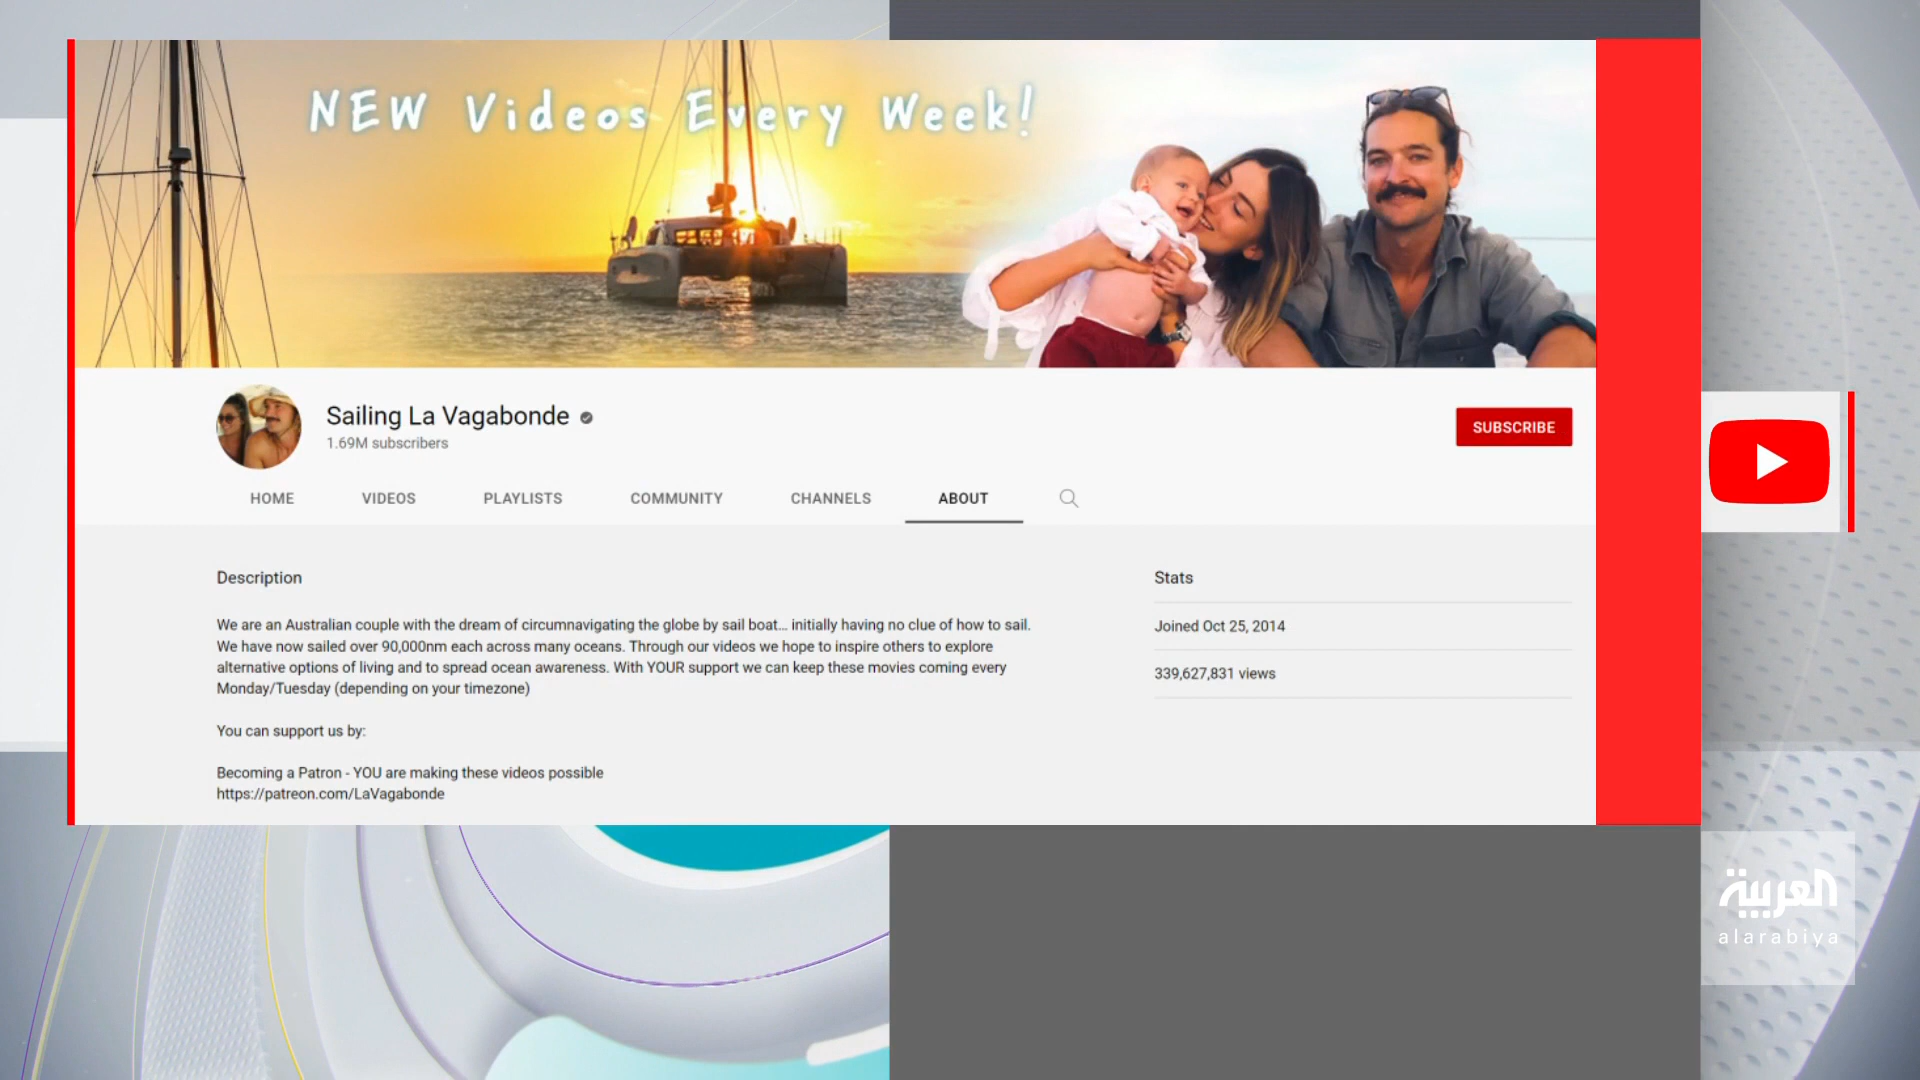 NEW Videos Every Week!
Sailing La Vagabonde
1.69M subscribers
SUBSCRIBE
HOME
VIDEOS
PLAYLISTS
COMMUNITY
CHANNELS
ABOUT
Description
We are an Australian couple with the dream of circumnavigating the globe by sail boat... initially having no clue of how to sail.
We have now sailed over 90,000nm each across many oceans. Through our videos we hope to inspire others to explore
alternative options of living and to spread ocean awareness. With YOUR support we can keep these movies coming every
Monday/Tuesday (depending on your timezone)
You can support us by:
Becoming a Patron - YOU are making these videos possible
https://patreon.com/LaVagabonde
Stats
Joined Oct 25, 2014
339,627,831 views
العربية
alarabiya